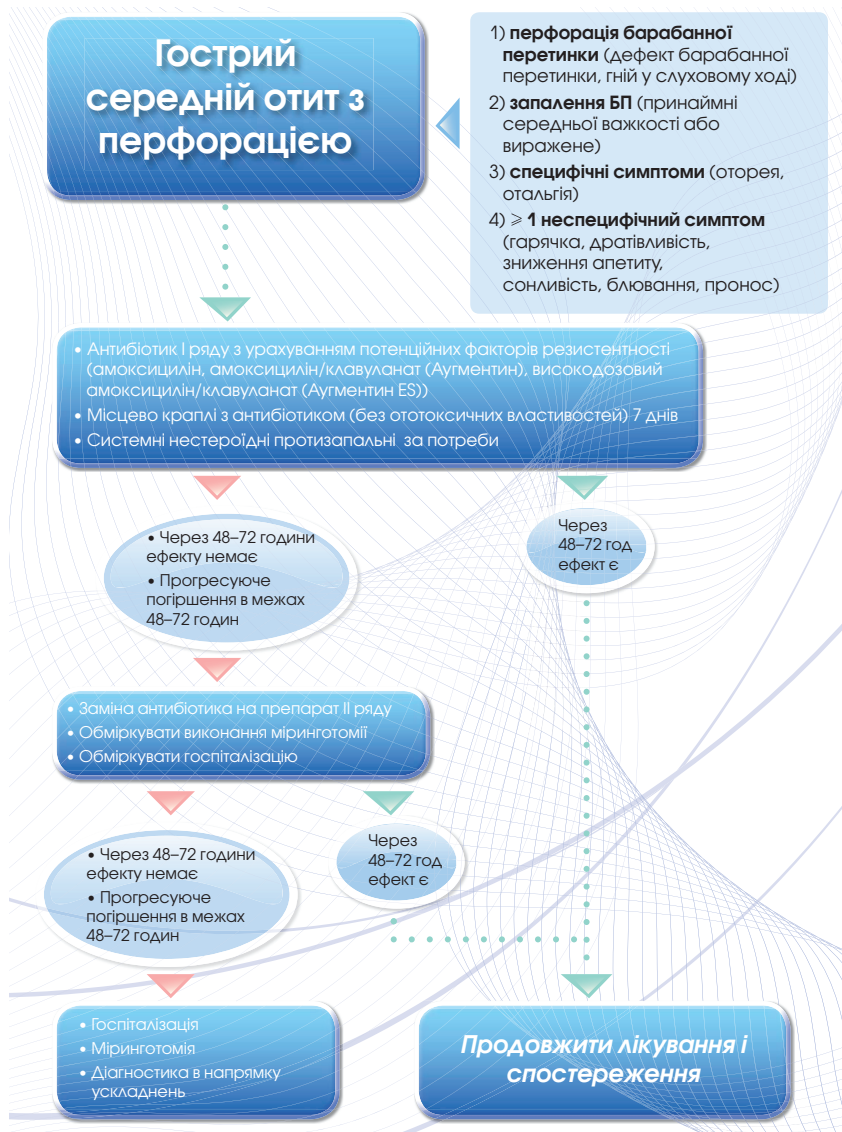 Гострий
середній отит з
перфорацією
1) перфорація барабанної
перетинки (дефект барабанної
перетинки, гній у слуховому ході)
2) запалення БП (принаймні
середньої важкості або
виражене)
3) специфічні симптоми (оторея,
отальгія)
4) ⩾ 1 неспецифічний симптом
(гарячка, дратівливість,
зниження апетиту,
сонливість, блювання, пронос)
• Антибіотик І ряду з урахуванням потенційних факторів резистентності
(амоксицилін, амоксицилін/клавуланат (Аугментин), високодозовий
амоксицилін/клавуланат (Аугментин ES))
• Місцево краплі з антибіотиком (без ототоксичних властивостей) 7 днів
• Системні нестероїдні протизапальні за потреби
• Через 48–72 години
ефекту немає
• Прогресуюче
погіршення в межах
48–72 годин
Через
48–72 год
ефект є
• Заміна антибіотика на препарат ІІ ряду
• Обміркувати виконання мірингтомії
• Обміркувати госпіталізацію
• Через 48–72 години
ефекту немає
• Прогресуюче
погіршення в межах
48–72 годин
Через
48–72 год
ефект є
• Госпіталізація
• Мірингтомія
• Діагностика в напрямку
ускладнень
Продовжити лікування і
спостереження